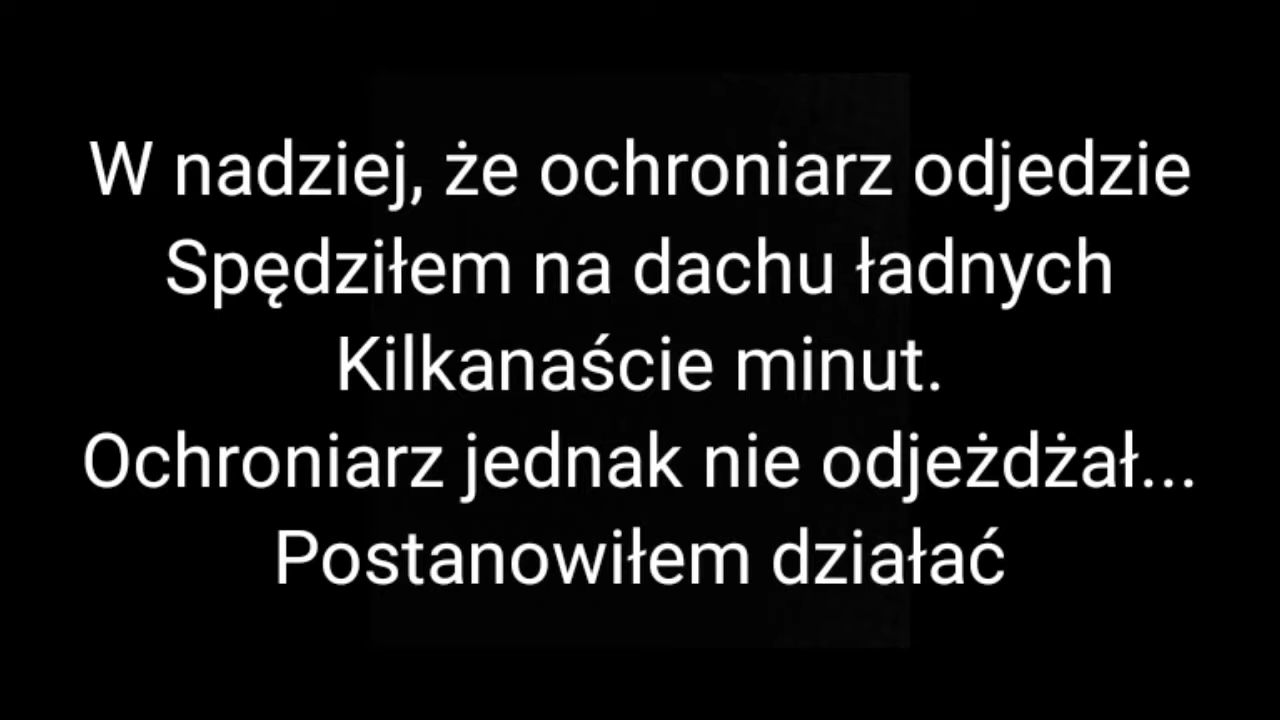 W nadziej, że ochroniarz odjedzie
Spędziłem na dachu ładnych
Kilkanaście minut.
Ochroniarz jednak nie odjeżdżał...
Postanowiłem działać